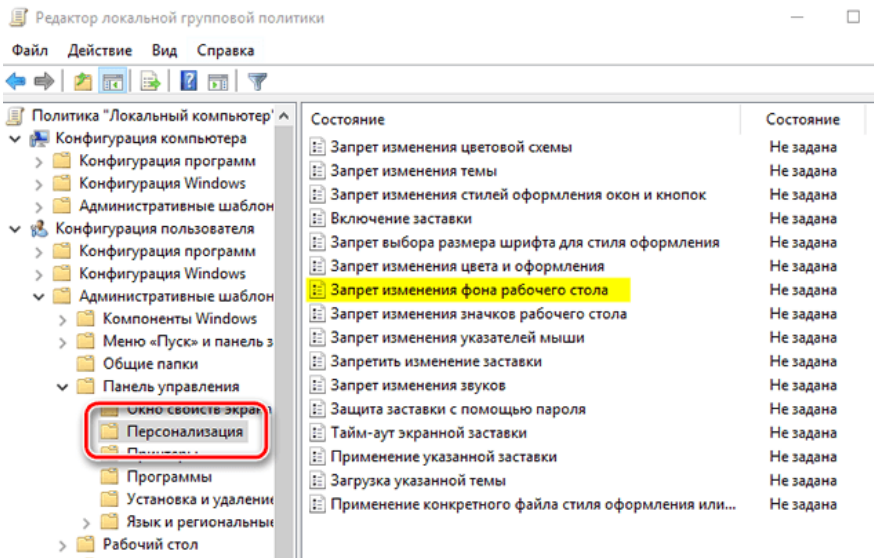 Редактор локальной групповой политики
Файл Действие Вид Справка
Политика "Локальный компьютер"
Конфигурация компьютера
Конфигурация программ
Конфигурация Windows
Административные шаблон
Конфигурация пользователя
Конфигурация программ
Конфигурация Windows
Административные шаблон
Компоненты Windows
Меню «Пуск» и панель з
Общие папки
Панель управления
Окно свойств экрана
Персонализация
Принтеры
Программы
Установка и удаление
Язык и региональные
Рабочий стол
Состояние Состояние
Запрет изменения цветовой схемы Не задана
Запрет изменения темы Не задана
Запрет изменения стилей оформления окон и кнопок Не задана
Включение заставки Не задана
Запрет выбора размера шрифта для стиля оформления Не задана
Запрет изменения цвета и оформления Не задана
Запрет изменения фона рабочего стола Не задана
Запрет изменения значков рабочего стола Не задана
Запрет изменения указателей мыши Не задана
Запретить изменение заставки Не задана
Запрет изменения звуков Не задана
Защита заставки с помощью пароля Не задана
Тайм-аут экранной заставки Не задана
Применение указанной заставки Не задана
Загрузка указанной темы Не задана
Применение конкретного файла стиля оформления или... Не задана